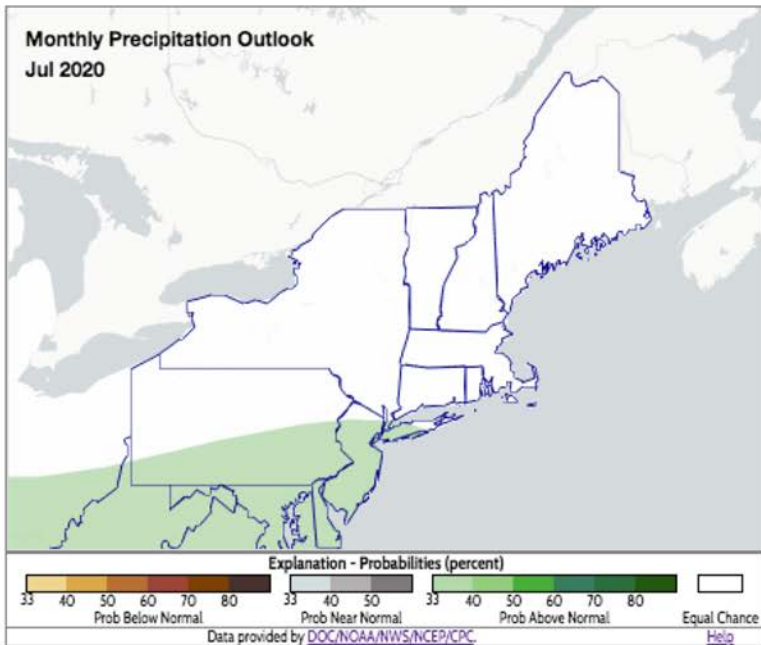 Monthly Precipitation Outlook
Jul 2020
Explanation - Probabilities (percent)
33 40 50 60 70 80 33 40 50 33 40 50 60 70 80
Prob Below Normal Prob Near Normal Prob Above Normal Equal Chance
Data provided by DOC/NOAA/NWS/NCEP/CPC. Help